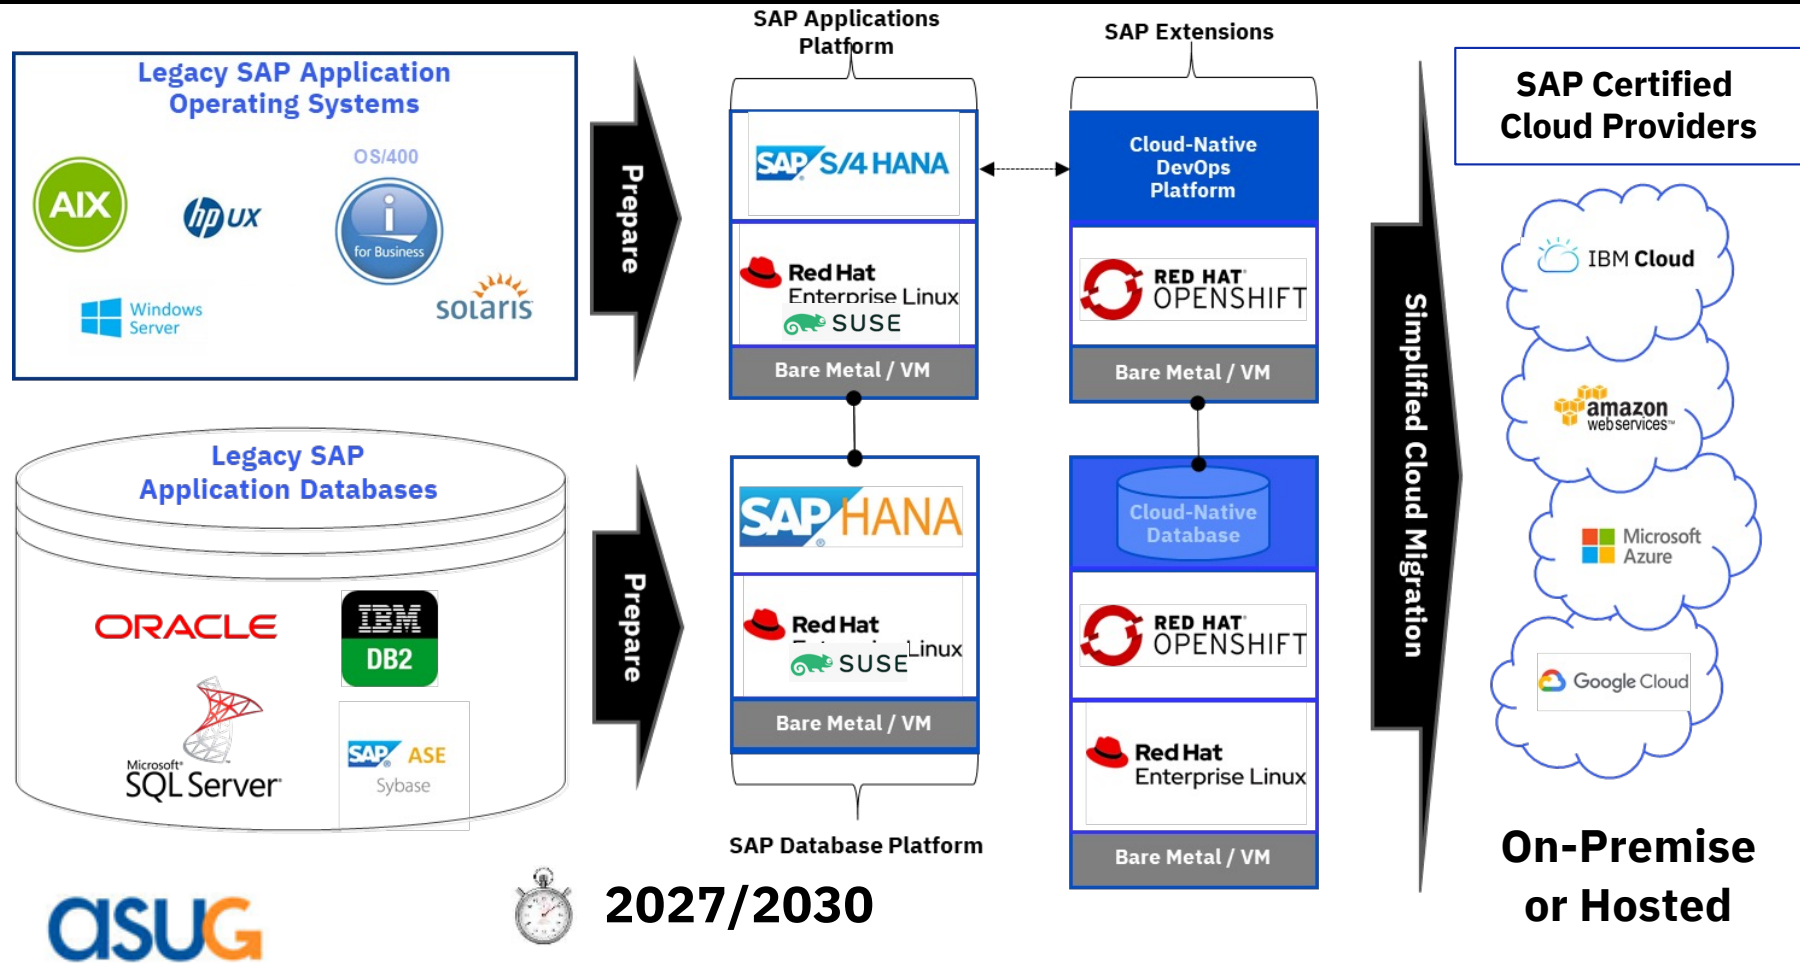 SAP Applications
Platform
SAP Extensions
Legacy SAP Application
Operating Systems
AIX
hp UX
OS/400
i
for Business
Windows
Server
solaris
Prepare
SAP S/4 HANA
Red Hat
Enterprise Linux
SUSE
Bare Metal / VM
Cloud-Native
DevOps
Platform
RED HAT
OPENSHIFT
Bare Metal / VM
Simplified Cloud Migration
SAP Certified
Cloud Providers
IBM Cloud
amazon
webservices™
Microsoft
Azure
Google Cloud
On-Premise
or Hosted
Legacy SAP
Application Databases
ORACLE
IBM
DB2
Microsoft®
SQL Server
SAP ASE
Sybase
Prepare
SAP® HANA
Red Hat
Linux
SUSE
Bare Metal / VM
SAP Database Platform
Cloud-Native
Database
RED HAT
OPENSHIFT
Red Hat
Enterprise Linux
Bare Metal / VM
asuG
2027/2030